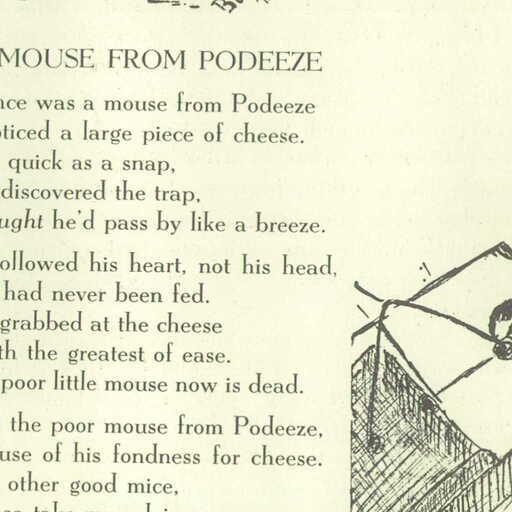 MOUSE FROM PODEEZE
nce was a mouse from Podeeze
oticed a large piece of cheese.
quick as a snap,
discovered the trap,
ught he'd pass by like a breeze.
ollowed his heart, not his head,
had never been fed.
grabbed at the cheese
th the greatest of ease.
poor little mouse now is dead.
the poor mouse from Podeeze,
use of his fondness for cheese.
other good mice,